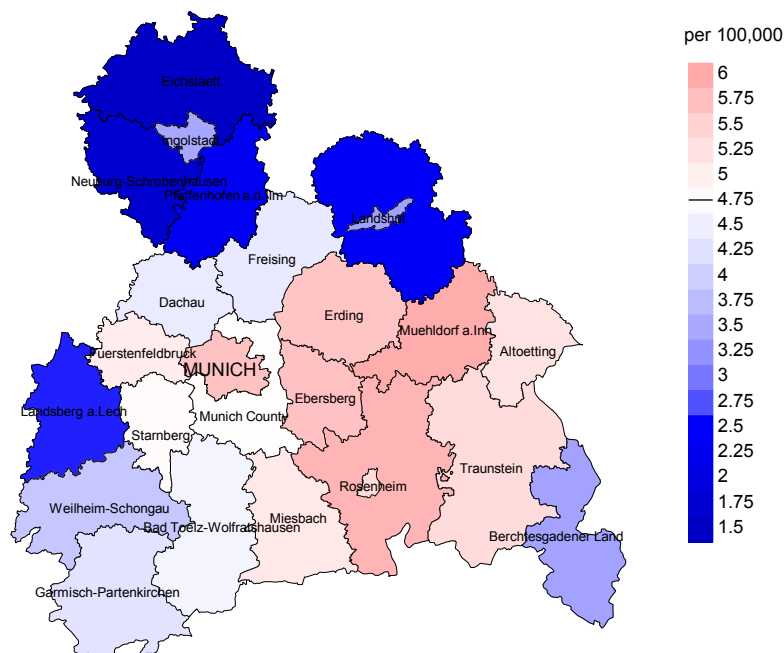 per 100,000
6
5.75
5.5
5.25
5
4.75
4.5
4.25
4
3.75
3.5
3.25
3
2.75
2.5
2.25
2
1.75
1.5
Eichstaett
Ingolstadt
Neuburg-Schrobenhausen
Pfaffenhofen a.d.Ilm
Landshut
Freising
Dachau
Erding
Muehldorf a.Inn
Altoetting
Fuerstenfeldbruck
MUNICH
Ebersberg
Landsberg a.Lech
Munich County
Starnberg
Traunstein
Rosenheim
Weilheim-Schongau
Miesbach
Bad Toelz-Wolfratshausen
Berchtesgadener Land
Garmisch-Partenkirchen